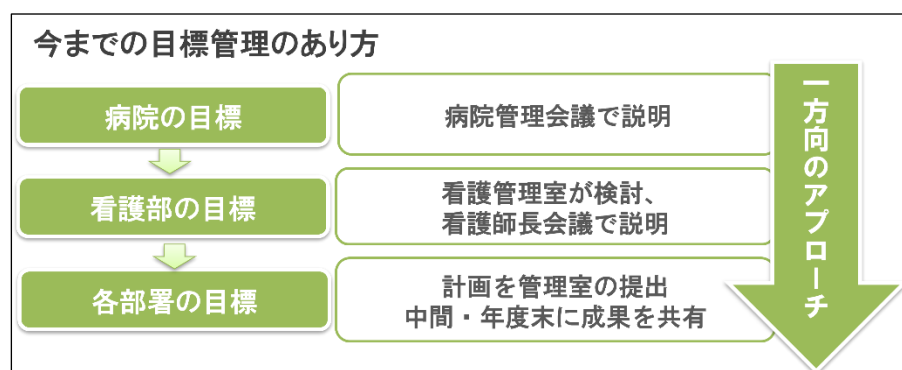 今までの目標管理のあり方
病院の目標
病院管理会議で説明
看護部の目標
看護管理室が検討、
看護師長会議で説明
各部署の目標
計画を管理室の提出
中間・年度末に成果を共有
一方向のアプローチ